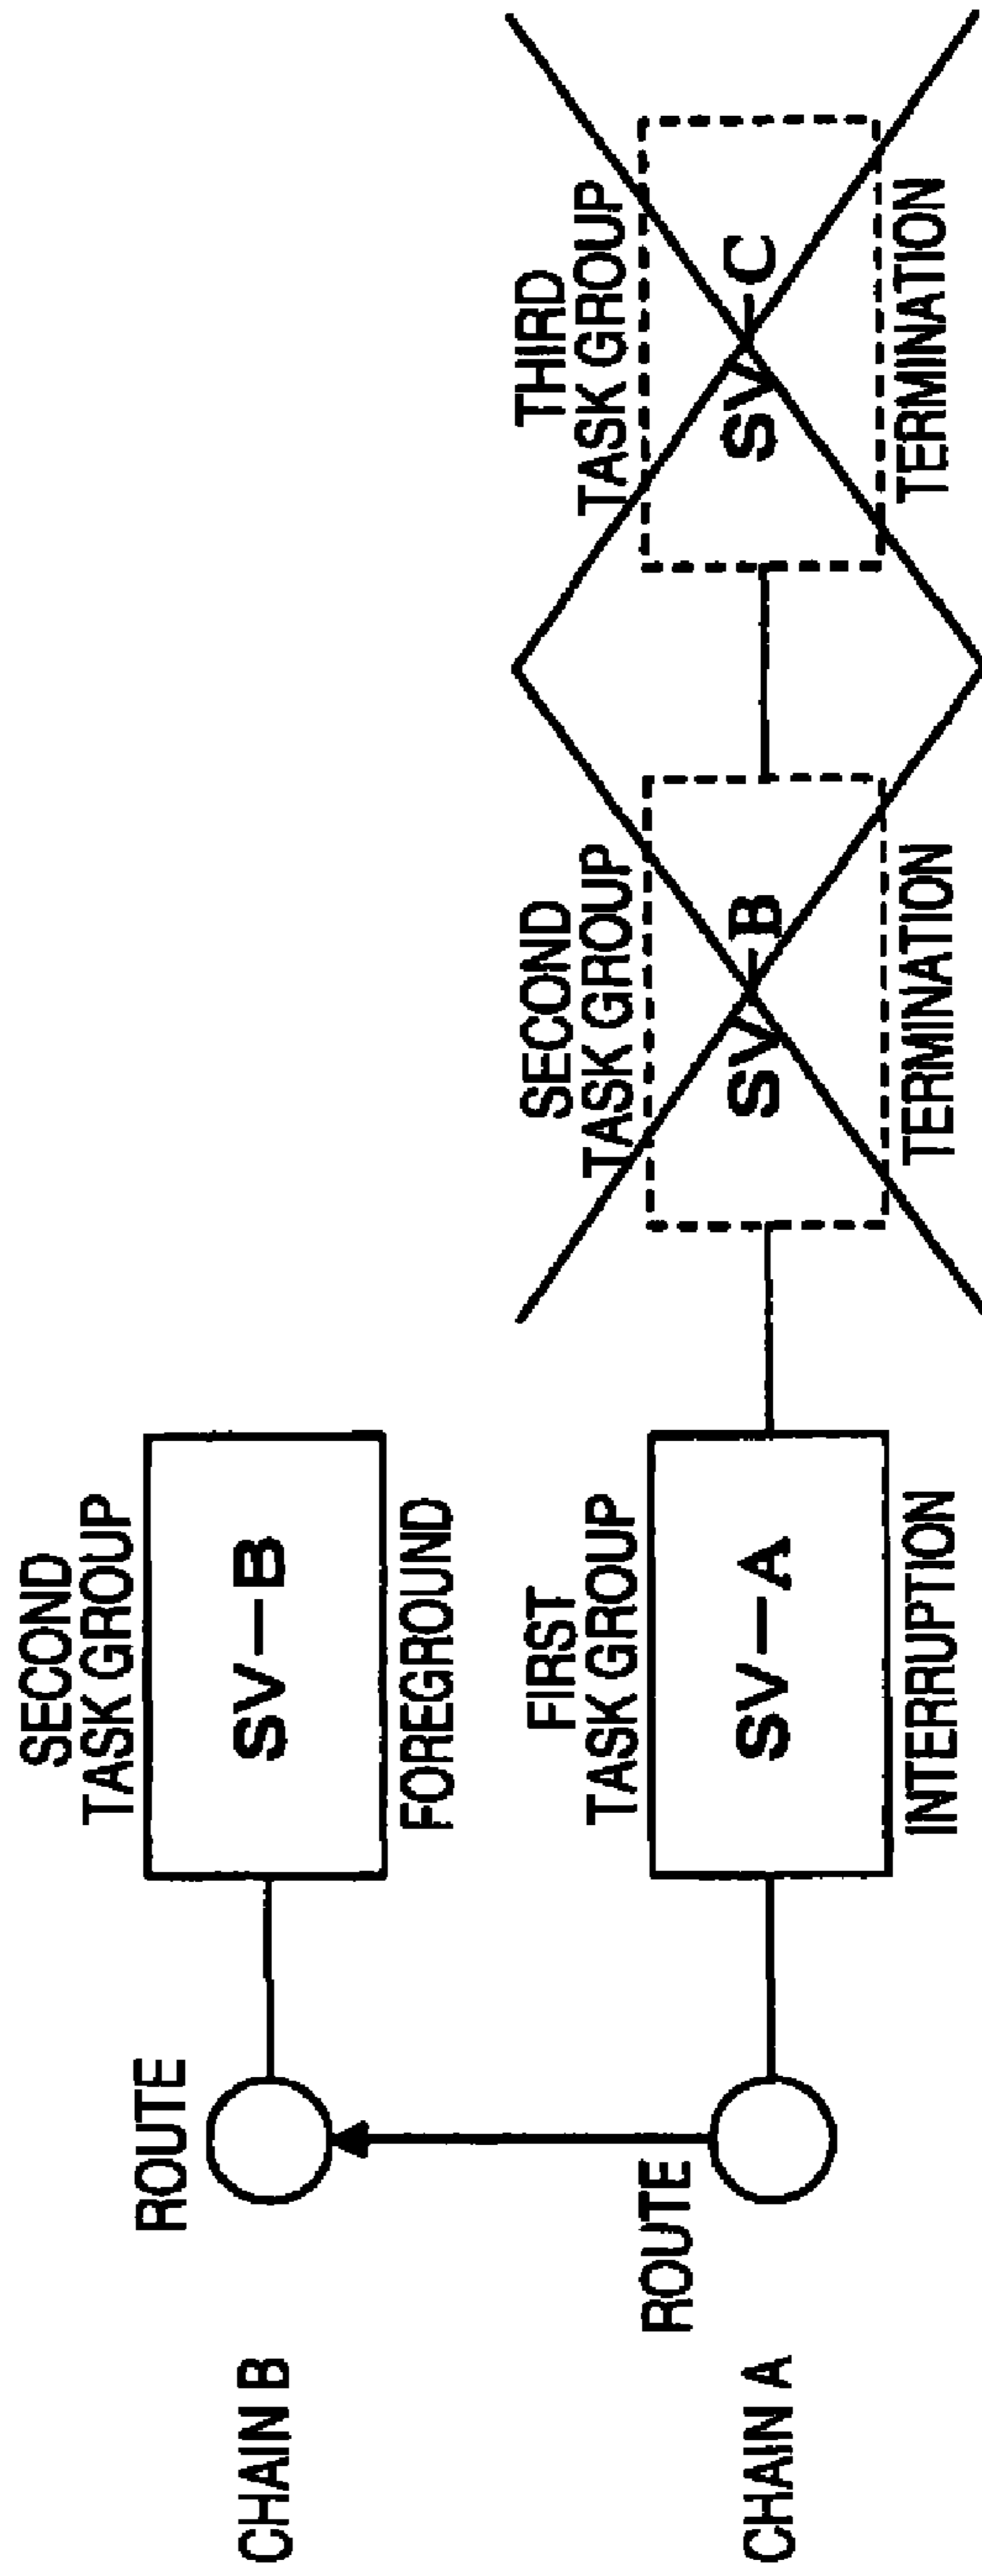 CHAIN B
ROUTE
SECOND
TASK GROUP
SV-B
FOREGROUND
CHAIN A
ROUTE
FIRST
TASK GROUP
SV-A
INTERRUPTION
SECOND
TASK GROUP
SV-B
TERMINATION
THIRD
TASK GROUP
SV-C
TERMINATION